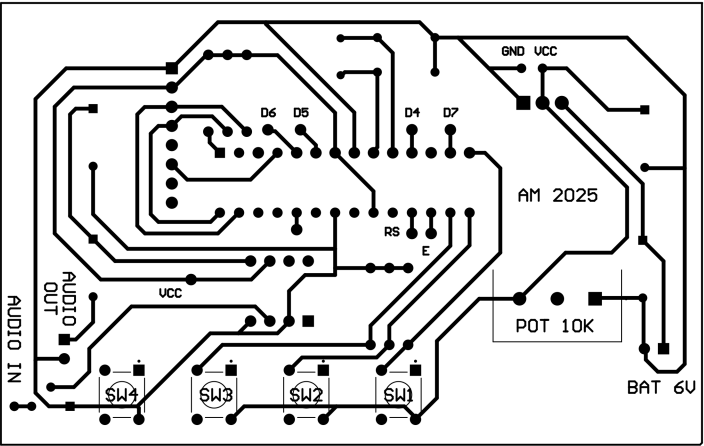 GND VCC
D6 D5 D4 D7
AM 2025
RS
E
VCC
AUDIO
OUT
AUDIO IN
POT 10K
SW4 SW3 SW2 SW1
BAT 6V